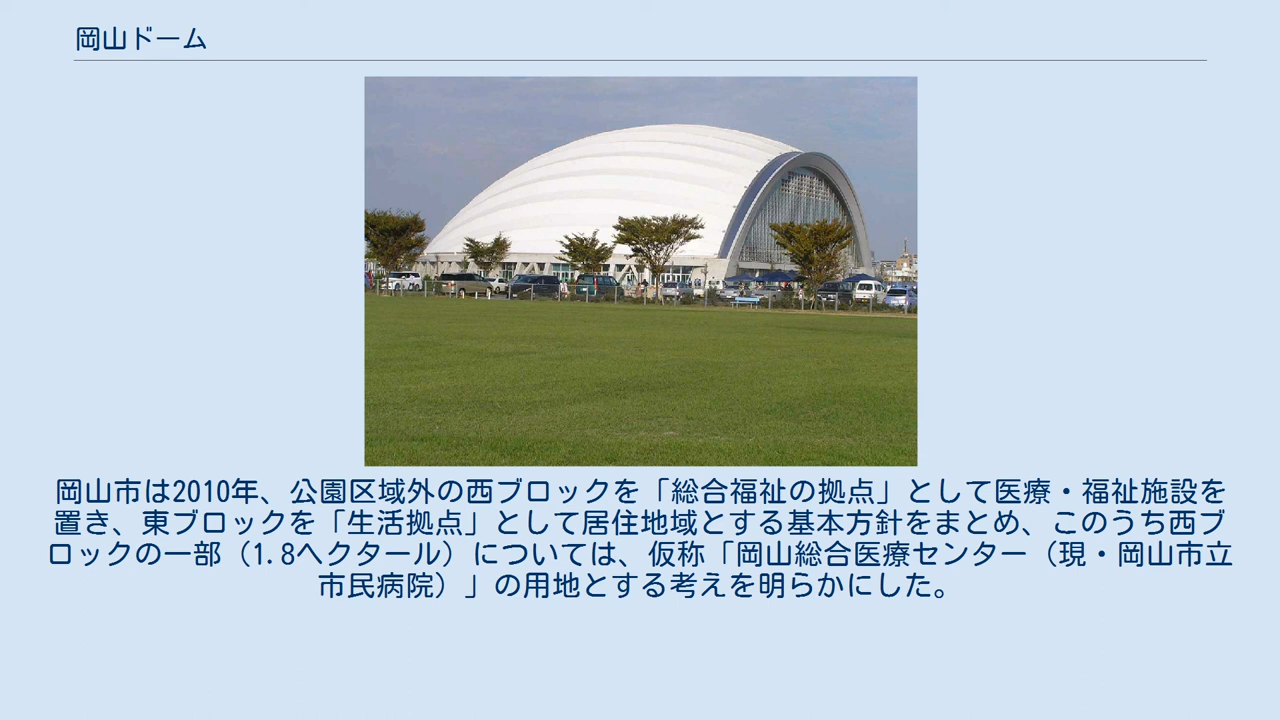 岡山ドーム
岡山市は2010年、公園区域外の西ブロックを「総合福祉の拠点」として医療・福祉施設を
置き、東ブロックを「生活拠点」として居住地域とする基本方針をまとめ、このうち西ブ
ロックの一部（1.8ヘクタール）については、仮称「岡山総合医療センター（現・岡山市立
市民病院）」の用地とする考えを明らかにした。